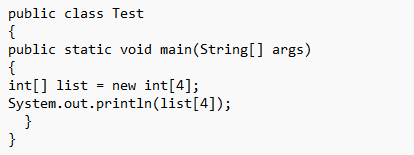 public class Test
{
public static void main(String[] args)
{
int[] list = new int[4];
System.out.println(list[4]);
  }
}